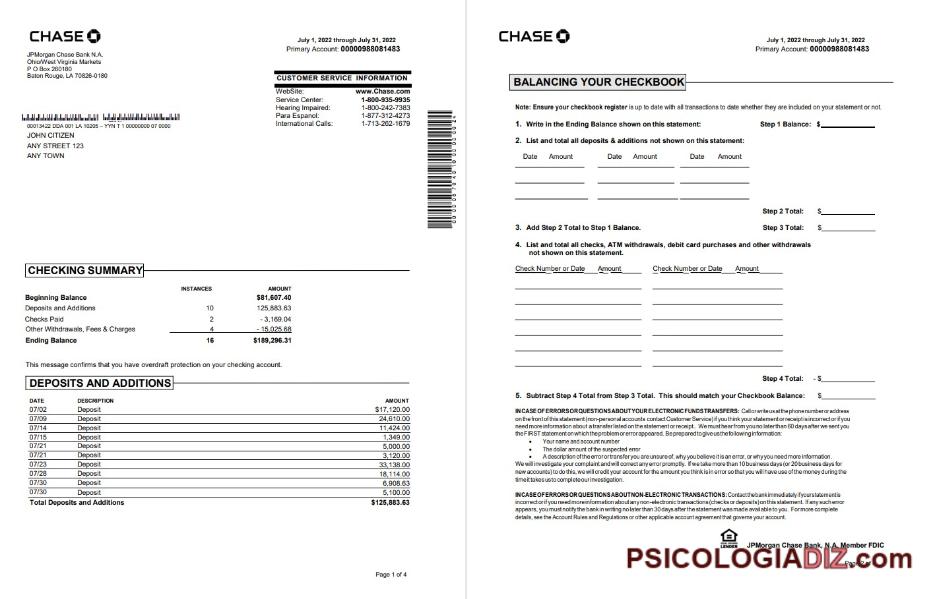 CHASE
July 1, 2022 through July 31, 2022
Primary Account: 00000988081483
JPMorgan Chase Bank N.A.
Ohio/West Virginia Markets
P O Box 260180
Baton Rouge, LA 70826-0180
CUSTOMER SERVICE INFORMATION
WebSite: www.Chase.com
Service Center: 1-800-935-9935
Hearing Impaired: 1-800-242-7383
Para Espanol: 1-877-312-4273
International Calls: 1-713-262-1679
00013422 DDA 001 LA 10205 – YYN T 1 00000000 07 0000
JOHN CITIZEN
ANY STREET 123
ANY TOWN
CHECKING SUMMARY
INSTANCES AMOUNT
Beginning Balance $81,607.40
Deposits and Additions 10 125,883.63
Checks Paid 2 - 3,169.04
Other Withdrawals, Fees & Charges 4 - 15,025.68
Ending Balance 16 $189,296.31
This message confirms that you have overdraft protection on your checking account.
DEPOSITS AND ADDITIONS
DATE DESCRIPTION AMOUNT
07/02 Deposit $17,120.00
07/09 Deposit 24,610.00
07/14 Deposit 11,424.00
07/15 Deposit 1,349.00
07/21 Deposit 5,000.00
07/21 Deposit 3,120.00
07/23 Deposit 33,138.00
07/28 Deposit 18,114.00
07/30 Deposit 6,908.63
07/30 Deposit 5,100.00
Total Deposits and Additions $125,883.63
Page 1 of 4
CHASE
July 1, 2022 through July 31, 2022
Primary Account: 00000988081483
BALANCING YOUR CHECKBOOK
Note: Ensure your checkbook register is up to date with all transactions to date whether they are included on your statement or not.
1. Write in the Ending Balance shown on this statement: Step 1 Balance: $
2. List and total all deposits & additions not shown on this statement:
Date Amount Date Amount Date Amount
Step 2 Total: $
3. Add Step 2 Total to Step 1 Balance. Step 3 Total: $
4. List and total all checks, ATM withdrawals, debit card purchases and other withdrawals
not shown on this statement.
Check Number or Date Amount Check Number or Date Amount
Step 4 Total: - $
5. Subtract Step 4 Total from Step 3 Total. This should match your Checkbook Balance: $
IN CASE OF ERRORS OR QUESTIONS ABOUT YOUR ELECTRONIC FUNDS TRANSFERS: Call or write us at the phone number or address
on the front of this statement (non-personal accounts contact Customer Service) if you think your statement or receipt is incorrect or if you
need more information about a transfer listed on the statement or receipt. We must hear from you no later than 60 days after we sent you
the FIRST statement on which the problem or error appeared. Be prepared to give us the following information:
• Your name and account number
• The dollar amount of the suspected error
• A description of the error or transfer you are unsure of, why you believe it is an error, or why you need more information.
We will investigate your complaint and will correct any error promptly. If we take more than 10 business days (or 20 business days for
new accounts) to do this, we will credit your account for the amount you think is in error so that you will have use of the money during the
time it takes us to complete our investigation.
IN CASE OF ERRORS OR QUESTIONS ABOUT NON-ELECTRONIC TRANSACTIONS: Contact the bank immediately if your statement is
incorrect or if you need more information about any non-electronic transactions (checks or deposits) on this statement. If any such error
appears, you must notify the bank in writing no later than 30 days after the statement was made available to you. For more complete
details, see the Account Rules and Regulations or other applicable account agreement that governs your account.
LENDER
JPMorgan Chase Bank, N.A. Member FDIC
PSICOLOGIADIZ.com